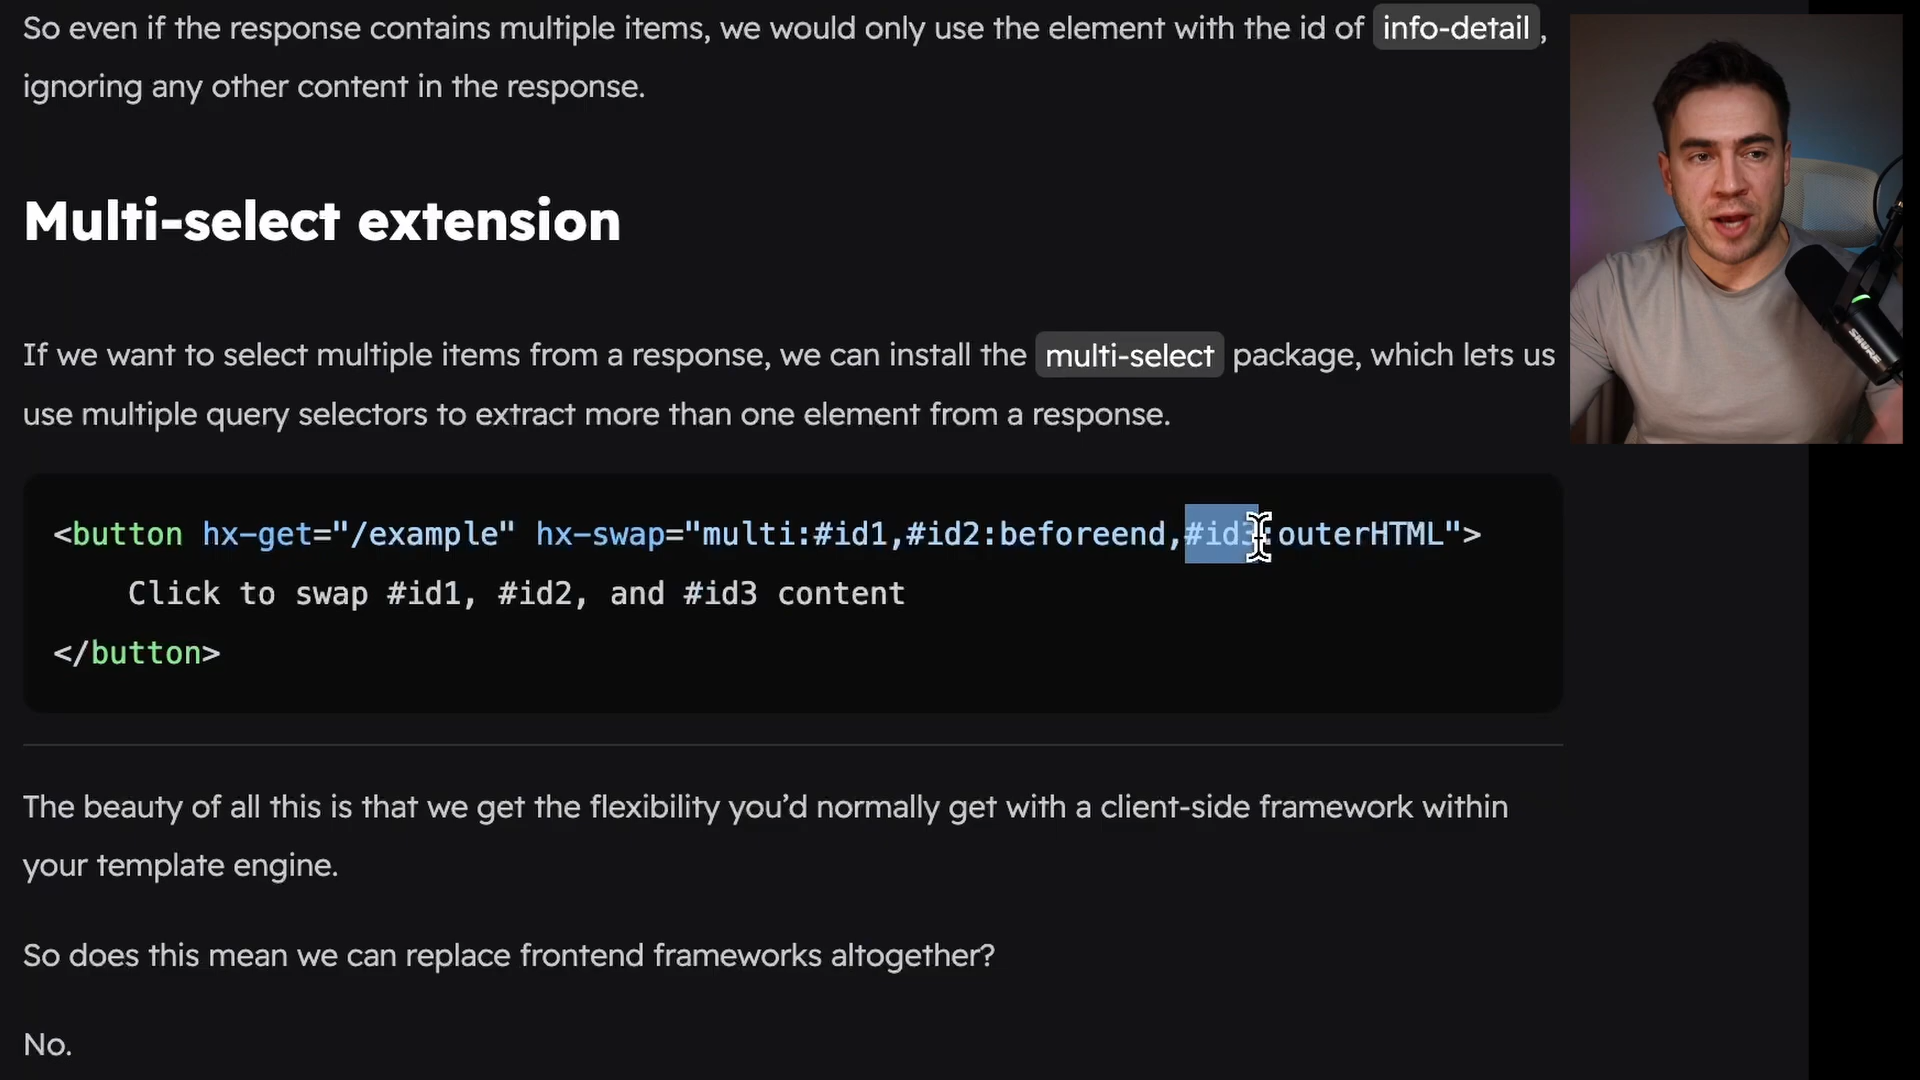 So even if the response contains multiple items, we would only use the element with the id of info-detail,
ignoring any other content in the response.
Multi-select extension
If we want to select multiple items from a response, we can install the multi-select package, which lets us
use multiple query selectors to extract more than one element from a response.
<button hx-get="/example" hx-swap="multi:#id1,#id2:beforeend,#id3:outerHTML">
Click to swap #id1, #id2, and #id3 content
</button>
The beauty of all this is that we get the flexibility you’d normally get with a client-side framework within
your template engine.
So does this mean we can replace frontend frameworks altogether?
No.
SHURE